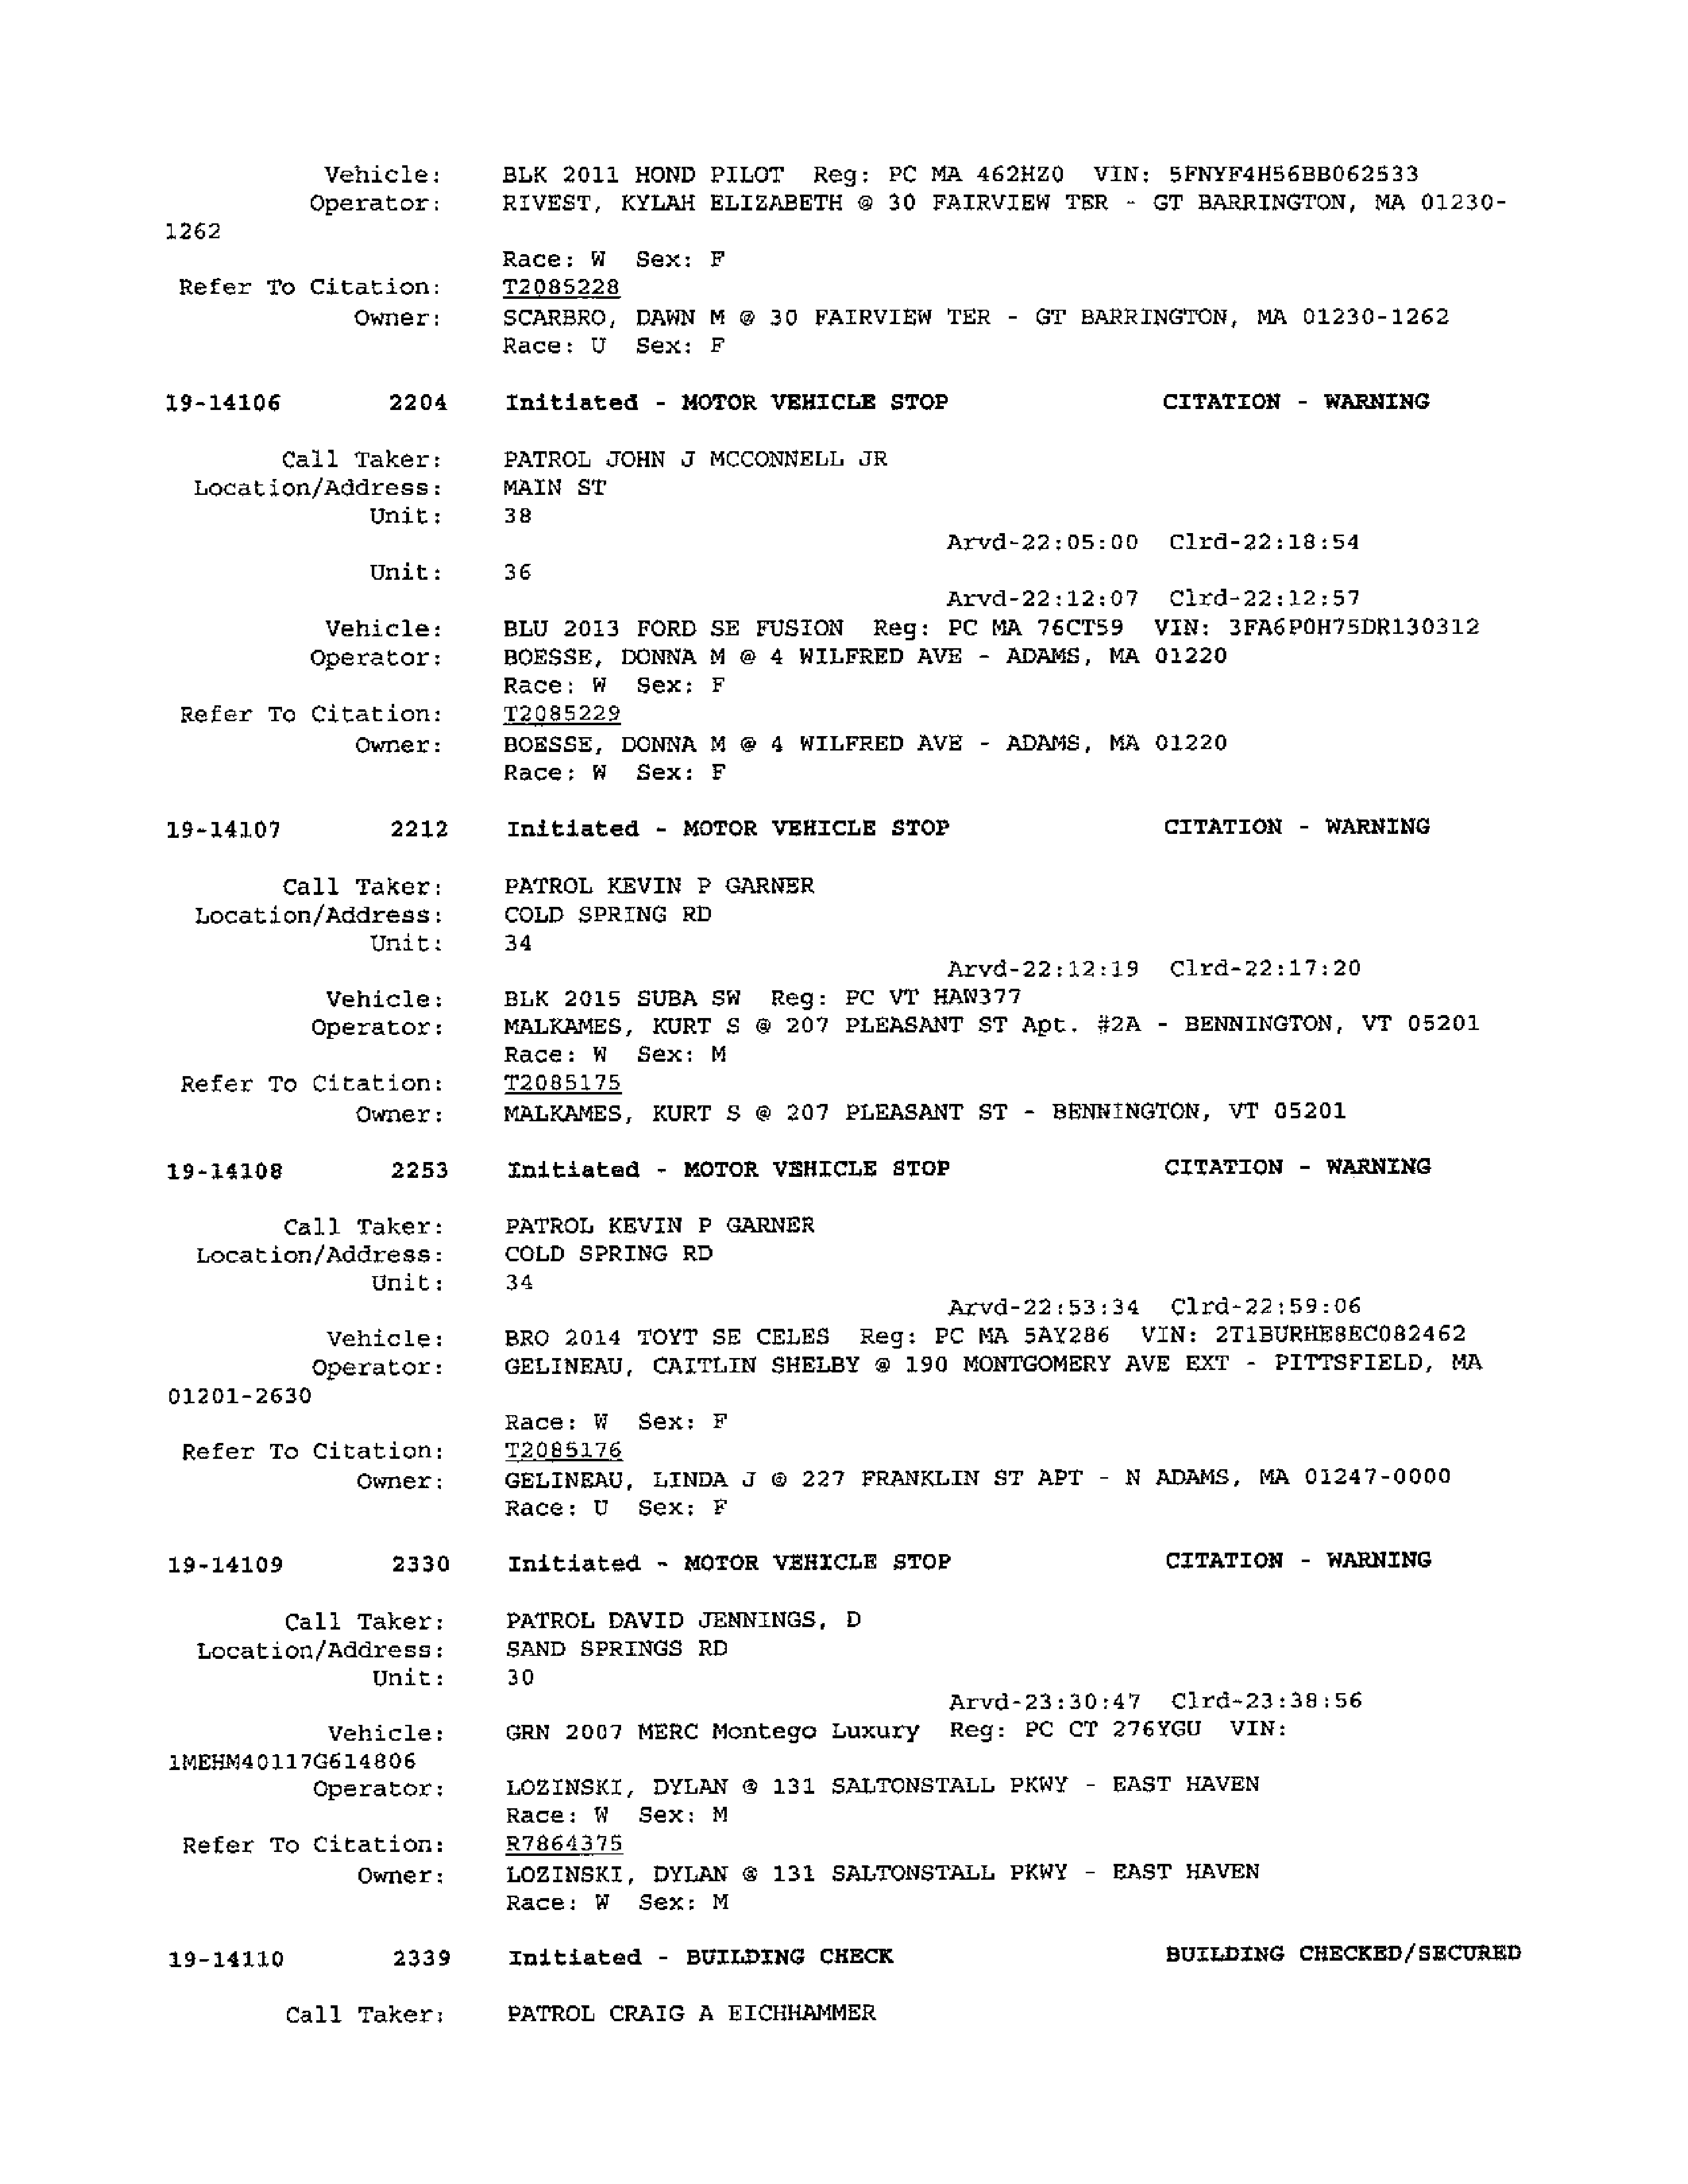 Vehicle: BLK 2011 HOND PILOT Reg: PC MA 462HZ0 VIN: 5FNYF4H56BB062533
Operator: RIVEST, KYLAH ELIZABETH @ 30 FAIRVIEW TER - GT BARRINGTON, MA 01230-
1262
Race: W Sex: F
Refer To Citation: T2085228
Owner: SCARBRO, DAWN M @ 30 FAIRVIEW TER - GT BARRINGTON, MA 01230-1262
Race: U Sex: F
19-14106 2204 Initiated - MOTOR VEHICLE STOP CITATION - WARNING
Call Taker: PATROL JOHN J MCCONNELL JR
Location/Address: MAIN ST
Unit: 38
Arvd-22:05:00 Clrd-22:18:54
Unit: 36
Arvd-22:12:07 Clrd-22:12:57
Vehicle: BLU 2013 FORD SE FUSION Reg: PC MA 76CT59 VIN: 3FA6P0H75DR130312
Operator: BOESSE, DONNA M @ 4 WILFRED AVE - ADAMS, MA 01220
Race: W Sex: F
Refer To Citation: T2085229
Owner: BOESSE, DONNA M @ 4 WILFRED AVE - ADAMS, MA 01220
Race: W Sex: F
19-14107 2212 Initiated - MOTOR VEHICLE STOP CITATION - WARNING
Call Taker: PATROL KEVIN P GARNER
Location/Address: COLD SPRING RD
Unit: 34
Arvd-22:12:19 Clrd-22:17:20
Vehicle: BLK 2015 SUBA SW Reg: PC VT HAW377
Operator: MALKAMES, KURT S @ 207 PLEASANT ST Apt. #2A - BENNINGTON, VT 05201
Race: W Sex: M
Refer To Citation: T2085175
Owner: MALKAMES, KURT S @ 207 PLEASANT ST - BENNINGTON, VT 05201
19-14108 2253 Initiated - MOTOR VEHICLE STOP CITATION - WARNING
Call Taker: PATROL KEVIN P GARNER
Location/Address: COLD SPRING RD
Unit: 34
Arvd-22:53:34 Clrd-22:59:06
Vehicle: BRO 2014 TOYT SE CELES Reg: PC MA 5AY286 VIN: 2T1BURHE8EC082462
Operator: GELINEAU, CAITLIN SHELBY @ 190 MONTGOMERY AVE EXT - PITTSFIELD, MA
01201-2630
Race: W Sex: F
Refer To Citation: T2085176
Owner: GELINEAU, LINDA J @ 227 FRANKLIN ST APT - N ADAMS, MA 01247-0000
Race: U Sex: F
19-14109 2330 Initiated - MOTOR VEHICLE STOP CITATION - WARNING
Call Taker: PATROL DAVID JENNINGS, D
Location/Address: SAND SPRINGS RD
Unit: 30
Arvd-23:30:47 Clrd-23:38:56
Vehicle: GRN 2007 MERC Montego Luxury Reg: PC CT 276YGU VIN:
1MEHM40117G614806
Operator: LOZINSKI, DYLAN @ 131 SALTONSTALL PKWY - EAST HAVEN
Race: W Sex: M
Refer To Citation: R7864375
Owner: LOZINSKI, DYLAN @ 131 SALTONSTALL PKWY - EAST HAVEN
Race: W Sex: M
19-14110 2339 Initiated - BUILDING CHECK BUILDING CHECKED/SECURED
Call Taker: PATROL CRAIG A EICHHAMMER